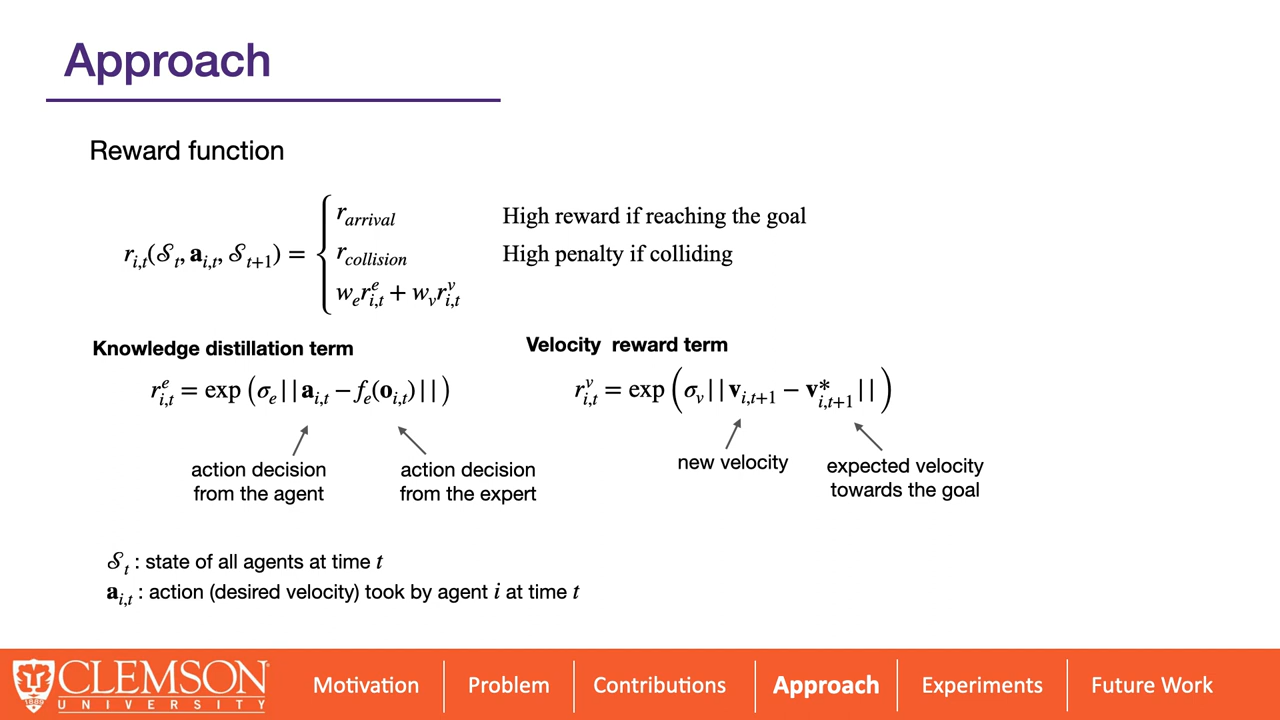 Approach
Reward function
r_{i,t}(𝒮_t, a_{i,t}, 𝒮_{t+1}) = {
r_{arrival} High reward if reaching the goal
r_{collision} High penalty if colliding
w_e r^e_{i,t} + w_v r^v_{i,t}
Knowledge distillation term
r^e_{i,t} = exp (σ_e||a_{i,t} − f_e(o_{i,t})||)
action decision
from the agent
action decision
from the expert
Velocity reward term
r^v_{i,t} = exp (σ_v||v_{i,t+1} − v^*_{i,t+1}||)
new velocity
expected velocity
towards the goal
𝒮_t : state of all agents at time t
a_{i,t} : action (desired velocity) took by agent i at time t
CLEMSON
UNIVERSITY
Motivation
Problem
Contributions
Approach
Experiments
Future Work